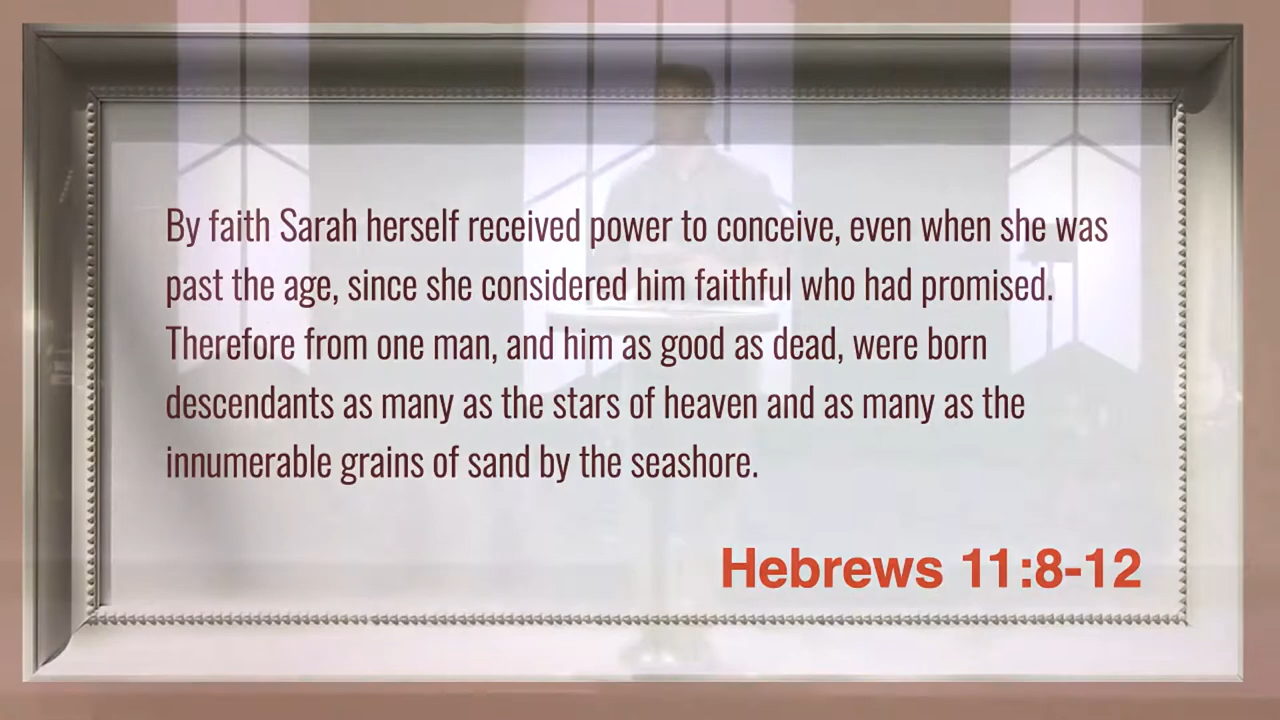 By faith Sarah herself received power to conceive, even when she was
past the age, since she considered him faithful who had promised.
Therefore from one man, and him as good as dead, were born
descendants as many as the stars of heaven and as many as the
innumerable grains of sand by the seashore.
Hebrews 11:8-12